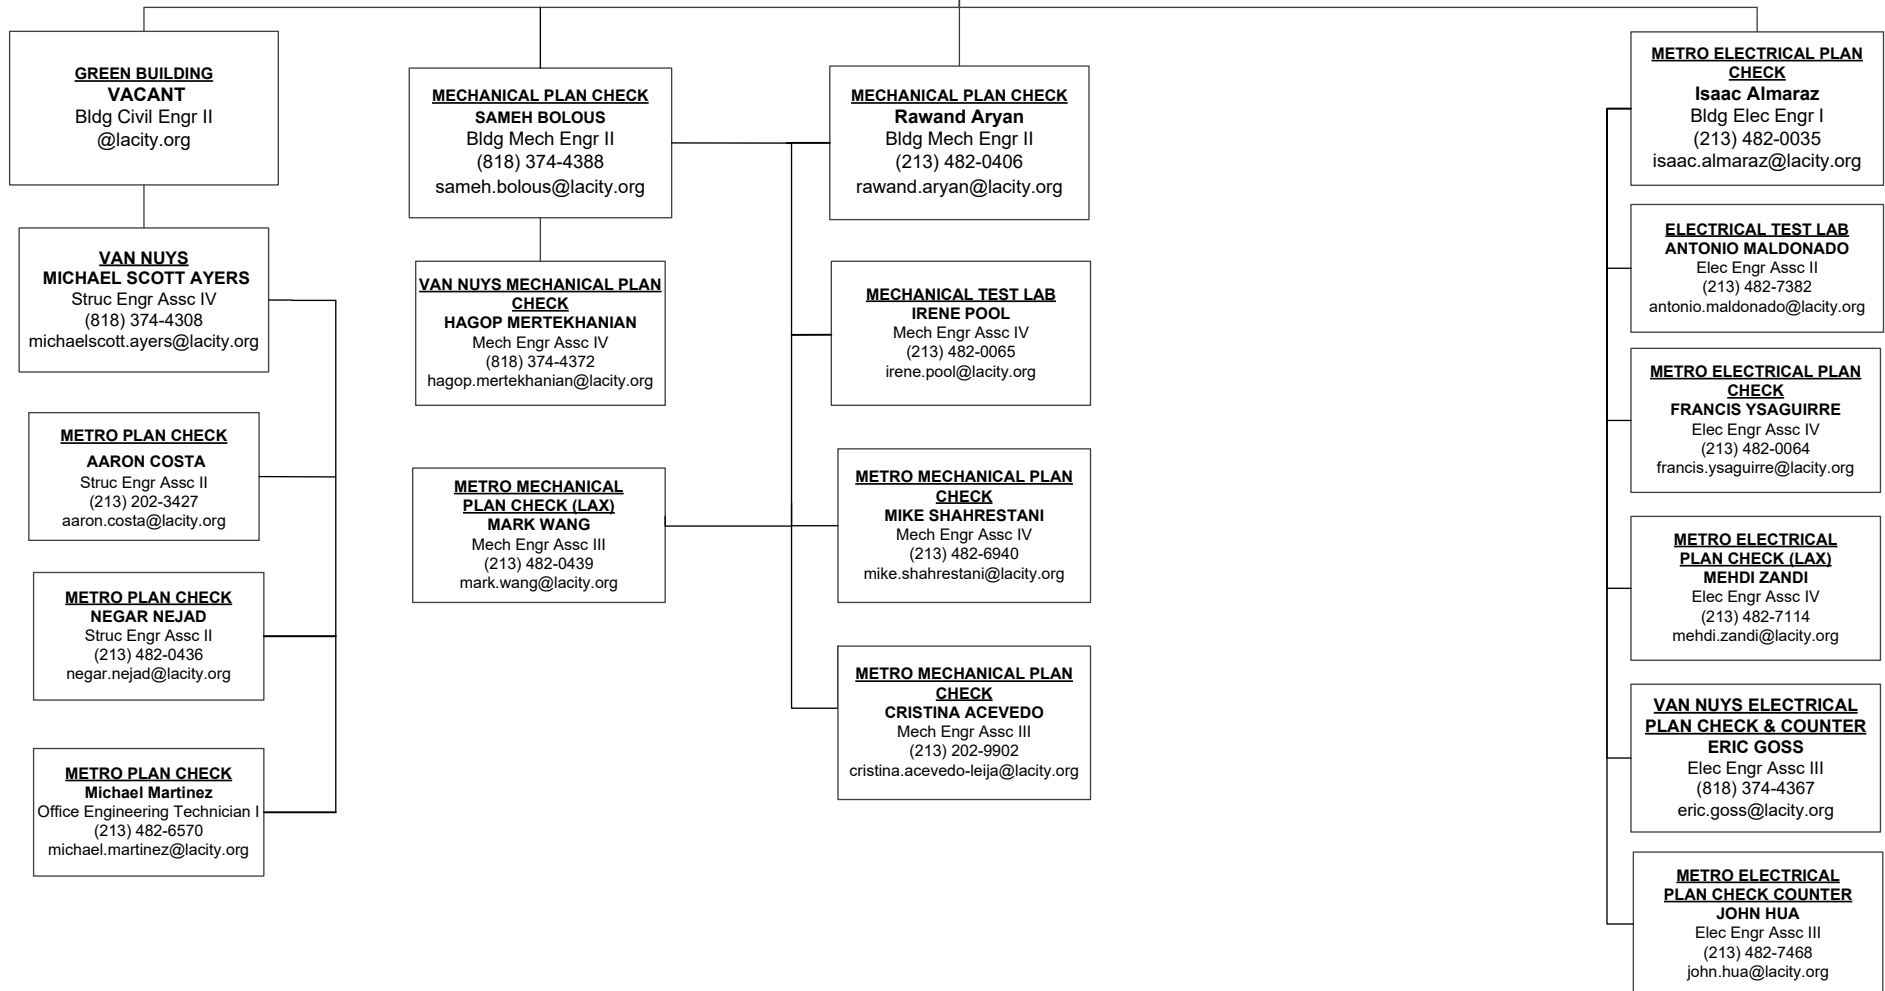 GREEN BUILDING
VACANT
Bldg Civil Engr II
@lacity.org
VAN NUYS
MICHAEL SCOTT AYERS
Struc Engr Assc IV
(818) 374-4308
michaelscott.ayers@lacity.org
METRO PLAN CHECK
AARON COSTA
Struc Engr Assc II
(213) 202-3427
aaron.costa@lacity.org
METRO PLAN CHECK
NEGAR NEJAD
Struc Engr Assc II
(213) 482-0436
negar.nejad@lacity.org
METRO PLAN CHECK
Michael Martinez
Office Engineering Technician I
(213) 482-6570
michael.martinez@lacity.org
MECHANICAL PLAN CHECK
SAMEH BOLOUS
Bldg Mech Engr II
(818) 374-4388
sameh.bolous@lacity.org
VAN NUYS MECHANICAL PLAN
CHECK
HAGOP MERTEKHANIAN
Mech Engr Assc IV
(818) 374-4372
hagop.mertekhanian@lacity.org
METRO MECHANICAL
PLAN CHECK (LAX)
MARK WANG
Mech Engr Assc III
(213) 482-0439
mark.wang@lacity.org
MECHANICAL PLAN CHECK
Rawand Aryan
Bldg Mech Engr II
(213) 482-0406
rawand.aryan@lacity.org
MECHANICAL TEST LAB
IRENE POOL
Mech Engr Assc IV
(213) 482-0065
irene.pool@lacity.org
METRO MECHANICAL PLAN
CHECK
MIKE SHAHRESTANI
Mech Engr Assc IV
(213) 482-6940
mike.shahrestani@lacity.org
METRO MECHANICAL PLAN
CHECK
CRISTINA ACEVEDO
Mech Engr Assc III
(213) 202-9902
cristina.acevedo-leija@lacity.org
METRO ELECTRICAL PLAN
CHECK
Isaac Almaraz
Bldg Elec Engr I
(213) 482-0035
isaac.almaraz@lacity.org
ELECTRICAL TEST LAB
ANTONIO MALDONADO
Elec Engr Assc II
(213) 482-7382
antonio.maldonado@lacity.org
METRO ELECTRICAL PLAN
CHECK
FRANCIS YSAGUIRRE
Elec Engr Assc IV
(213) 482-0064
francis.ysaguirre@lacity.org
METRO ELECTRICAL
PLAN CHECK (LAX)
MEHDI ZANDI
Elec Engr Assc IV
(213) 482-7114
mehdi.zandi@lacity.org
VAN NUYS ELECTRICAL
PLAN CHECK & COUNTER
ERIC GOSS
Elec Engr Assc III
(818) 374-4367
eric.goss@lacity.org
METRO ELECTRICAL
PLAN CHECK COUNTER
JOHN HUA
Elec Engr Assc III
(213) 482-7468
john.hua@lacity.org